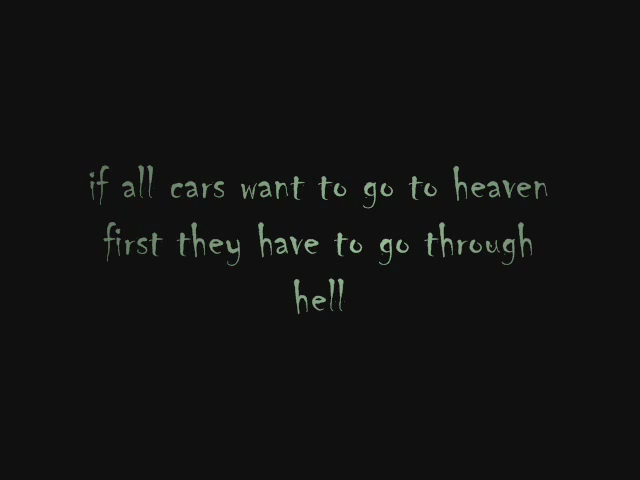 if all cars want to go to heaven
first they have to go through
hell